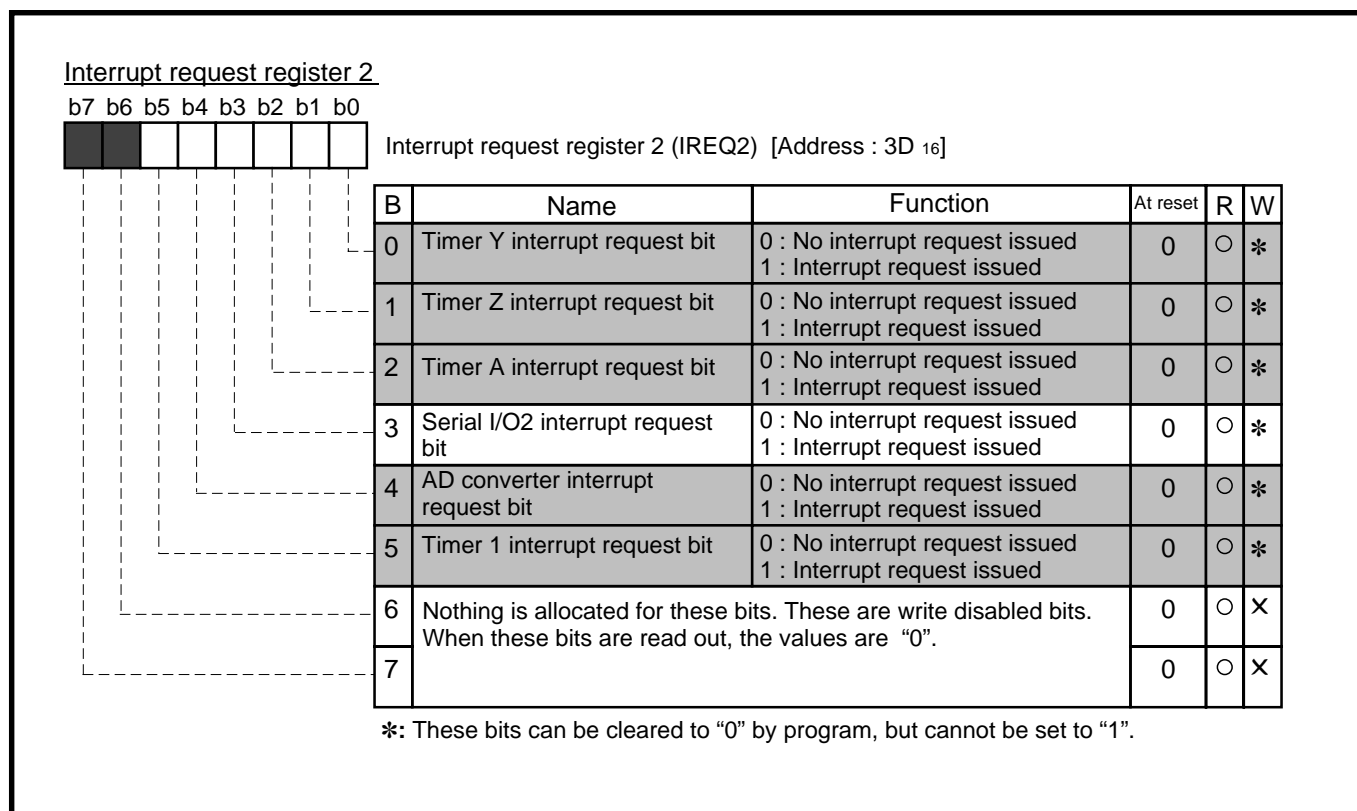 Interrupt request register 2
b7 b6 b5 b4 b3 b2 b1 b0
Interrupt request register 2 (IREQ2) [Address : 3D 16]
B Name Function At reset R W
0 Timer Y interrupt request bit 0 : No interrupt request issued 0 ○ ✻
1 : Interrupt request issued
1 Timer Z interrupt request bit 0 : No interrupt request issued 0 ○ ✻
1 : Interrupt request issued
2 Timer A interrupt request bit 0 : No interrupt request issued 0 ○ ✻
1 : Interrupt request issued
3 Serial I/O2 interrupt request 0 : No interrupt request issued 0 ○ ✻
bit 1 : Interrupt request issued
4 AD converter interrupt 0 : No interrupt request issued 0 ○ ✻
request bit 1 : Interrupt request issued
5 Timer 1 interrupt request bit 0 : No interrupt request issued 0 ○ ✻
1 : Interrupt request issued
6 Nothing is allocated for these bits. These are write disabled bits. 0 ○ ×
When these bits are read out, the values are “0”.
7 0 ○ ×
✻: These bits can be cleared to “0” by program, but cannot be set to “1”.